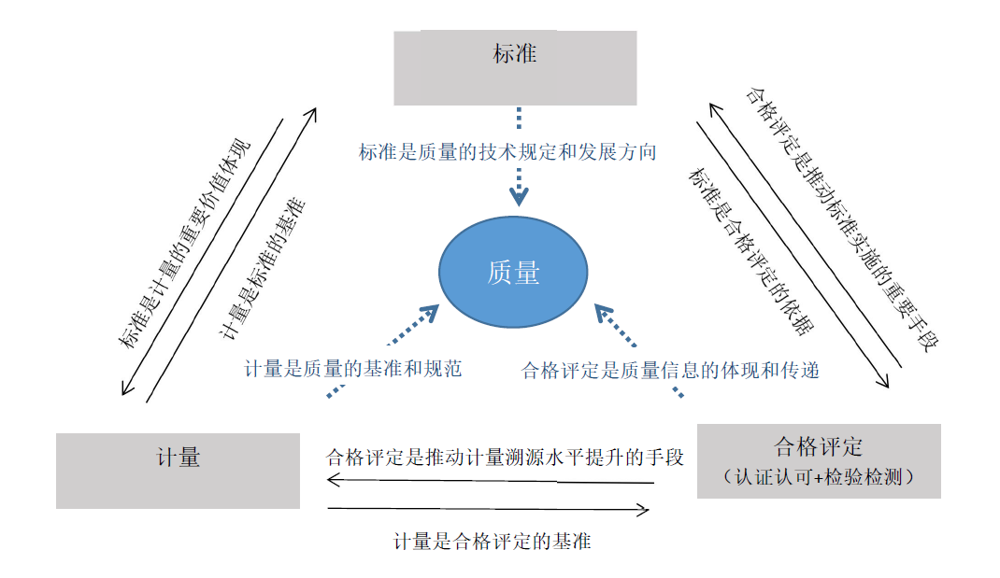 标准
标准是质量的技术规定和发展方向
标准是计量的重要价值体现
计量是标准的基准
合格评定是推动标准实施的重要手段
标准是合格评定的依据
质量
计量是质量的基准和规范
合格评定是质量信息的体现和传递
计量
合格评定是推动计量溯源水平提升的手段
合格评定
（认证认可+检验检测）
计量是合格评定的基准